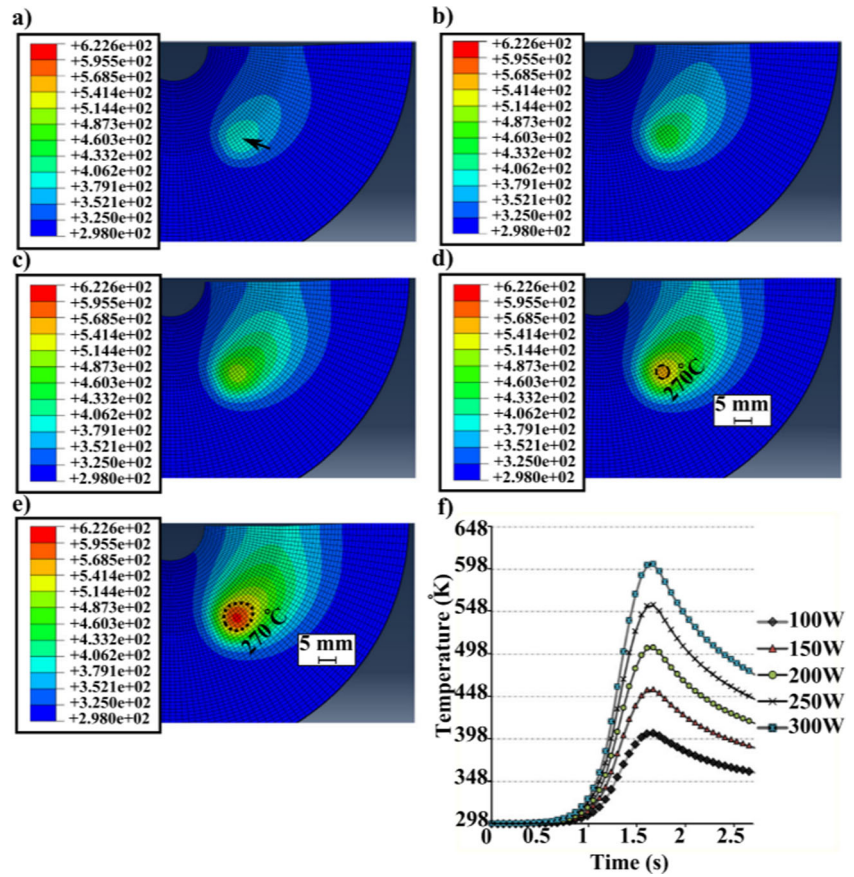 a)
+6.226e+02
+5.955e+02
+5.685e+02
+5.414e+02
+5.144e+02
+4.873e+02
+4.603e+02
+4.332e+02
+4.062e+02
+3.791e+02
+3.521e+02
+3.250e+02
+2.980e+02
b)
+6.226e+02
+5.955e+02
+5.685e+02
+5.414e+02
+5.144e+02
+4.873e+02
+4.603e+02
+4.332e+02
+4.062e+02
+3.791e+02
+3.521e+02
+3.250e+02
+2.980e+02
c)
+6.226e+02
+5.955e+02
+5.685e+02
+5.414e+02
+5.144e+02
+4.873e+02
+4.603e+02
+4.332e+02
+4.062e+02
+3.791e+02
+3.521e+02
+3.250e+02
+2.980e+02
d)
+6.226e+02
+5.955e+02
+5.685e+02
+5.414e+02
+5.144e+02
+4.873e+02
+4.603e+02
+4.332e+02
+4.062e+02
+3.791e+02
+3.521e+02
+3.250e+02
+2.980e+02
270°C
5 mm
e)
+6.226e+02
+5.955e+02
+5.685e+02
+5.414e+02
+5.144e+02
+4.873e+02
+4.603e+02
+4.332e+02
+4.062e+02
+3.791e+02
+3.521e+02
+3.250e+02
+2.980e+02
270°C
5 mm
f)
Temperature °K
648
598
548
498
448
398
348
298
0 0.5 1 1.5 2 2.5
Time (s)
100W
150W
200W
250W
300W